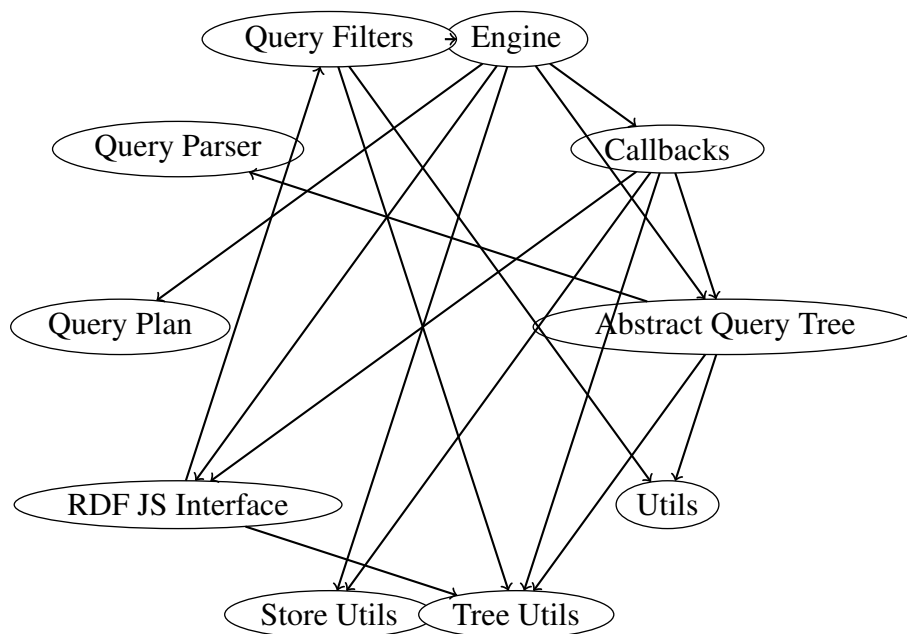 Query Filters
Engine
Query Parser
Callbacks
Query Plan
Abstract Query Tree
RDF JS Interface
Utils
Store Utils
Tree Utils